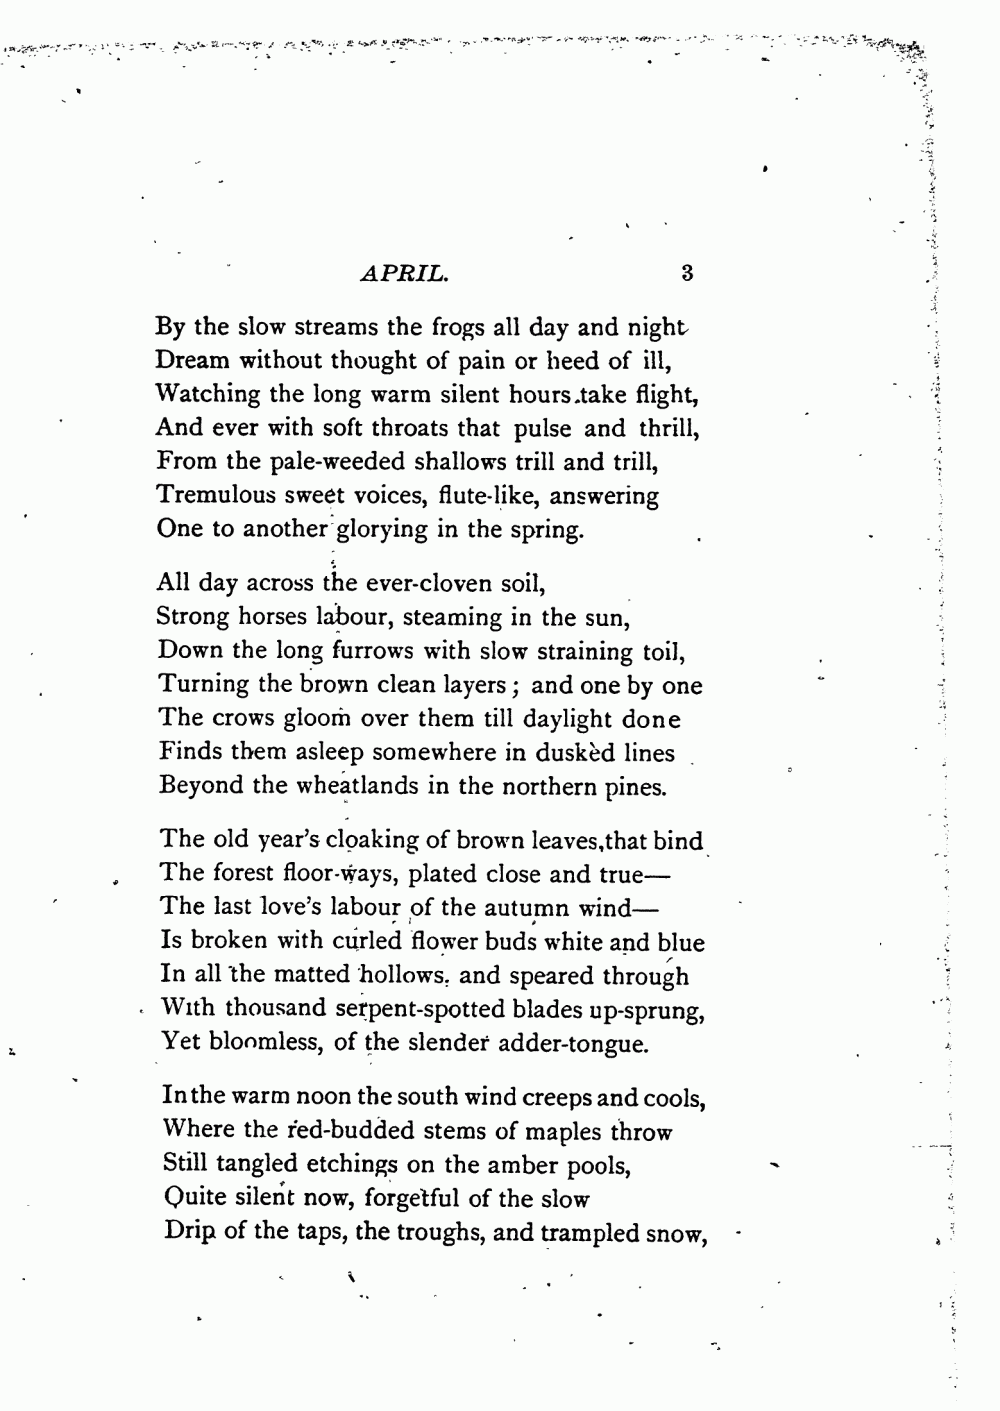 APRIL. 3
By the slow streams the frogs all day and night
Dream without thought of pain or heed of ill,
Watching the long warm silent hours take flight,
And ever with soft throats that pulse and thrill,
From the pale-weeded shallows trill and trill,
Tremulous sweet voices, flute-like, answering
One to another glorying in the spring.
All day across the ever-cloven soil,
Strong horses labour, steaming in the sun,
Down the long furrows with slow straining toil,
Turning the brown clean layers; and one by one
The crows gloom over them till daylight done
Finds them asleep somewhere in duskèd lines
Beyond the wheatlands in the northern pines.
The old year's cloaking of brown leaves, that bind
The forest floor-ways, plated close and true—
The last love's labour of the autumn wind—
Is broken with curled flower buds white and blue
In all the matted hollows, and speared through
With thousand serpent-spotted blades up-sprung,
Yet bloomless, of the slender adder-tongue.
In the warm noon the south wind creeps and cools,
Where the red-budded stems of maples throw
Still tangled etchings on the amber pools,
Quite silent now, forgetful of the slow
Drip of the taps, the troughs, and trampled snow,